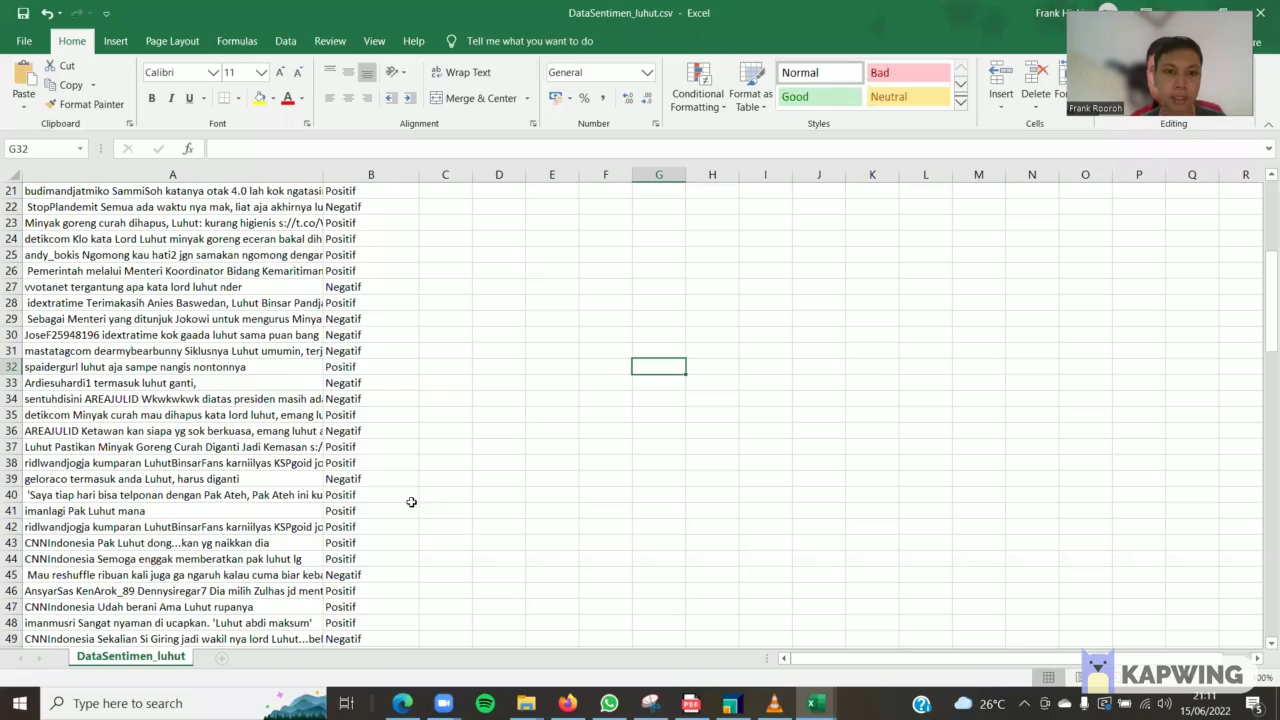 DataSentimen_luhut.csv - Excel
File Home Insert Page Layout Formulas Data Review View Help Tell me what you want to do
Paste
Cut
Copy
Format Painter
Calibri 11
B I U
Wrap Text
Merge & Center
General
Conditional Formatting
Format as Table
Normal Bad
Good Neutral
Insert Delete
Frank Rooroh
Clipboard Font Alignment Number Styles Cells Editing
G32 fx
A B C D E F G H I J K L M N O P Q R
21 budimandjatmiko SammiSoh katanya otak 4.0 lah kok ngatasi Positif
22 StopPlandemit Semua ada waktu nya mak, liat aja akhirnya lu Negatif
23 Minyak goreng curah dihapus, Luhut: kurang higienis s://t.co/ Positif
24 detikcom Klo kata Lord Luhut minyak goreng eceran bakal dih Positif
25 andy_bokis Ngomong kau hati2 jgn samakan ngomong dengan Positif
26 Pemerintah melalui Menteri Koordinator Bidang Kemaritiman Positif
27 vvotanet tergantung apa kata lord luhut nder Negatif
28 idextratime Terimakasih Anies Baswedan, Luhut Binsar Pandj Positif
29 Sebagai Menteri yang ditunjuk Jokowi untuk mengurus Minya Negatif
30 JoseF25948196 idextratime kok gaada luhut sama puan bang Negatif
31 mastatagcom dearmybearbunny Siklusnya Luhut umumin, terj Negatif
32 spaidergurl luhut aja sampe nangis nontonnya Positif
33 Ardiesuhardi1 termasuk luhut ganti, Negatif
34 sentuhdisini AREAJULID Wkwkwkwk diatas presiden masih ad Negatif
35 detikcom Minyak curah mau dihapus kata lord luhut, emang lu Positif
36 AREAJULID Ketawan kan siapa yg sok berkuasa, emang luhut a Negatif
37 Luhut Pastikan Minyak Goreng Curah Diganti Jadi Kemasan s:/ Positif
38 ridlwandjogja kumparan LuhutBinsarFans karniilyas KSPgoid jo Positif
39 geloraco termasuk anda Luhut, harus diganti Negatif
40 'Saya tiap hari bisa telponan dengan Pak Ateh, Pak Ateh ini ku Positif
41 imanlagi Pak Luhut mana Positif
42 ridlwandjogja kumparan LuhutBinsarFans karniilyas KSPgoid jo Positif
43 CNNIndonesia Pak Luhut dong...kan yg naikkan dia Positif
44 CNNIndonesia Semoga enggak memberatkan pak luhut lg Positif
45 Mau reshuffle ribuan kali juga ga ngaruh kalau cuma biar keba Negatif
46 AnsyarSas KenArok_89 Dennysiregar7 Dia milih Zulhas jd ment Positif
47 CNNIndonesia Udah berani Ama Luhut rupanya Positif
48 imanmusri Sangat nyaman di ucapkan. 'Luhut abdi maksum' Positif
49 CNNIndonesia Sekalian Si Giring jadi wakil nya lord Luhut...bel Negatif
DataSentimen_luhut
KAPWING
Type here to search
26°C
21:11
15/06/2022